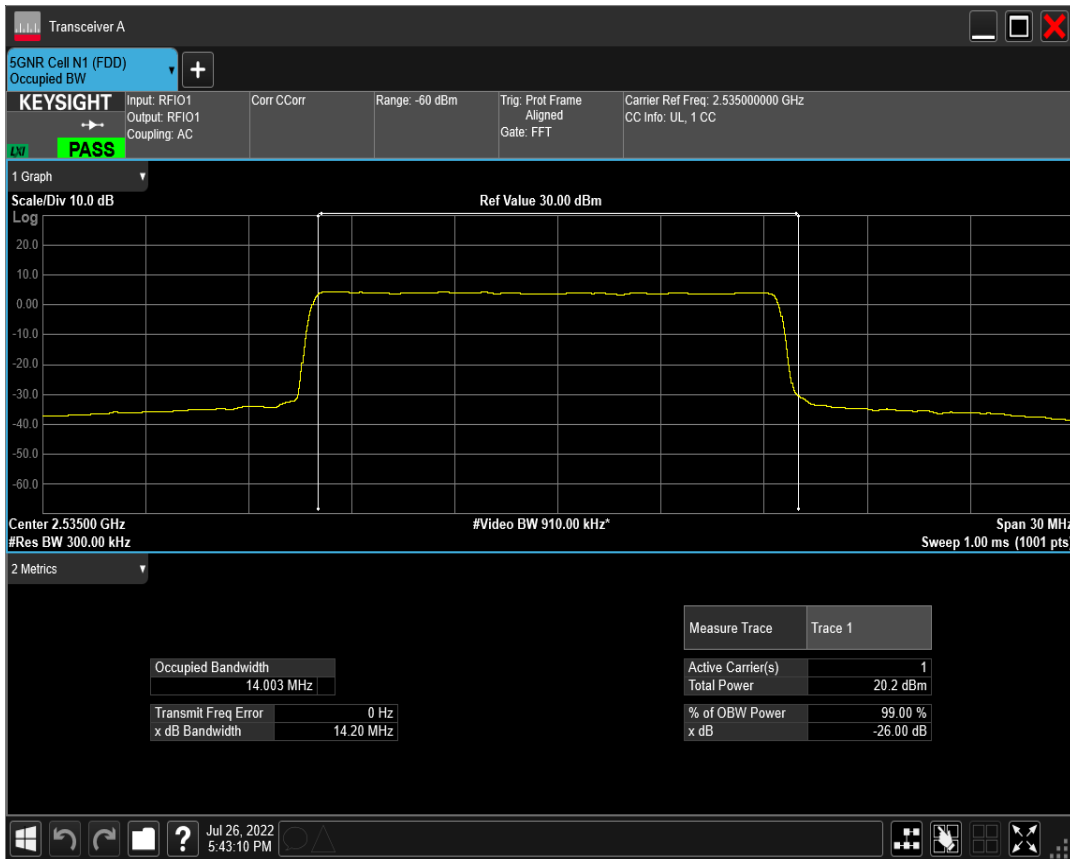 Transceiver A
5GNR Cell N1 (FDD)
Occupied BW
KEYSIGHT
LXI
PASS
Input: RFIO1
Output: RFIO1
Coupling: AC
Corr CCorr
Range: -60 dBm
Trig: Prot Frame
Aligned
Gate: FFT
Carrier Ref Freq: 2.535000000 GHz
CC Info: UL, 1 CC
1 Graph
Scale/Div 10.0 dB
Ref Value 30.00 dBm
Log
20.0
10.0
0.00
-10.0
-20.0
-30.0
-40.0
-50.0
-60.0
Center 2.53500 GHz
#Video BW 910.00 kHz*
Span 30 MHz
#Res BW 300.00 kHz
Sweep 1.00 ms (1001 pts)
2 Metrics
Measure Trace Trace 1
Occupied Bandwidth
14.003 MHz
Active Carrier(s) 1
Total Power 20.2 dBm
Transmit Freq Error 0 Hz
x dB Bandwidth 14.20 MHz
% of OBW Power 99.00 %
x dB -26.00 dB
?
Jul 26, 2022
5:43:10 PM